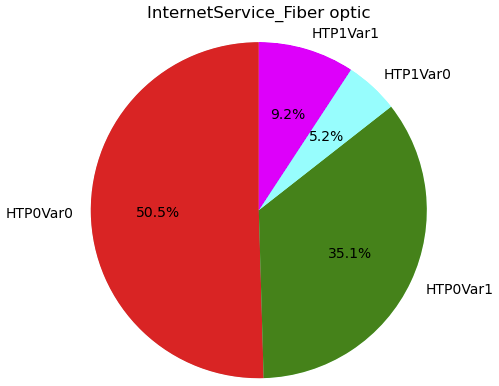 InternetService_Fiber optic
HTP1Var1
HTP1Var0
9.2%
5.2%
HTP0Var0
50.5%
35.1%
HTP0Var1